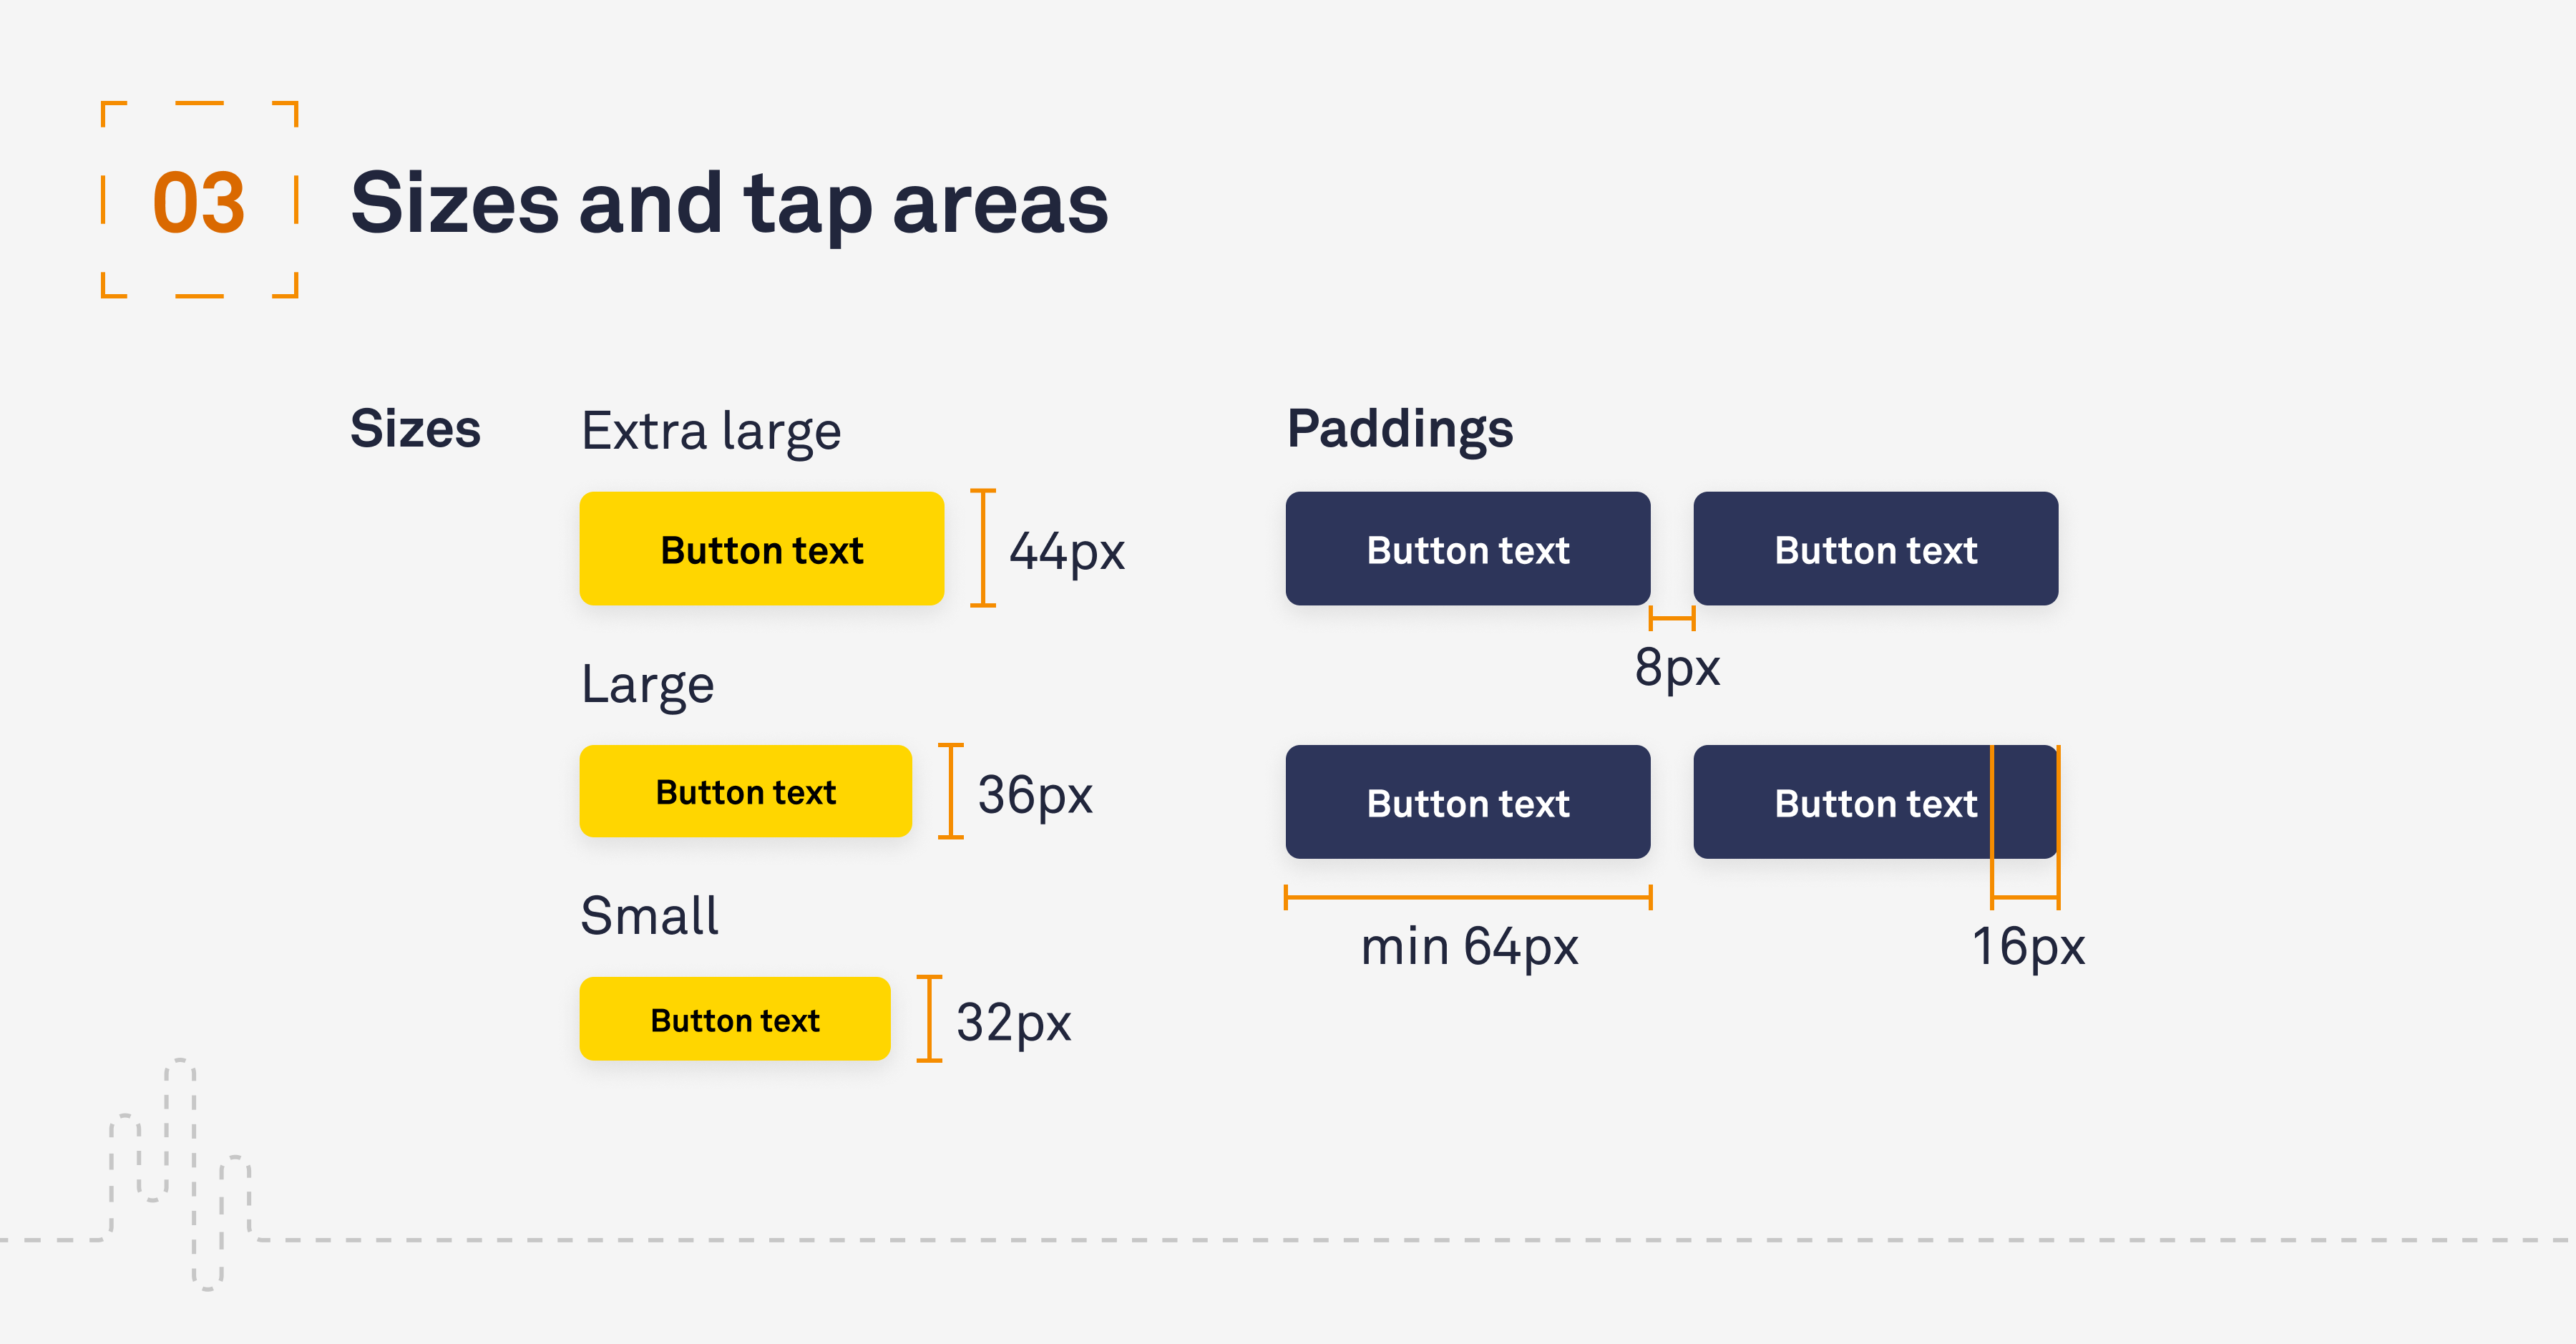 03
Sizes and tap areas
Sizes
Extra large
Button text
44px
Large
Button text
36px
Small
Button text
32px
Paddings
Button text
Button text
8px
Button text
Button text
min 64px
16px